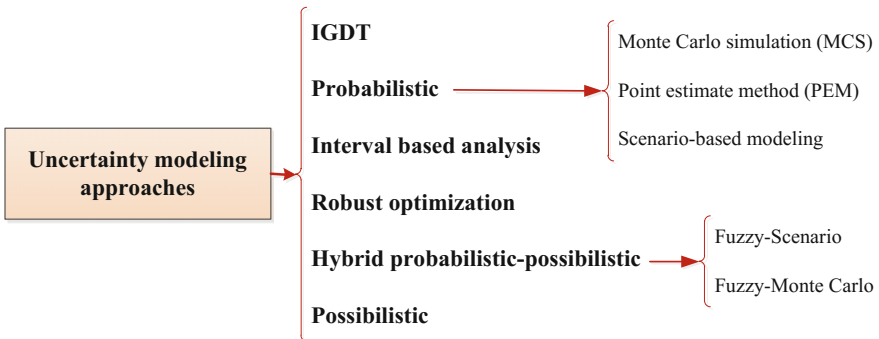 Uncertainty modeling
approaches
IGDT
Probabilistic
Interval based analysis
Robust optimization
Hybrid probabilistic-possibilistic
Possibilistic
Monte Carlo simulation (MCS)
Point estimate method (PEM)
Scenario-based modeling
Fuzzy-Scenario
Fuzzy-Monte Carlo